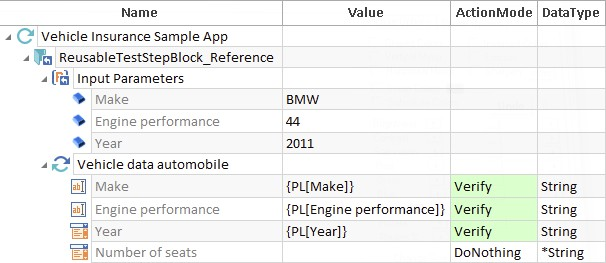 Name Value ActionMode DataType
Vehicle Insurance Sample App
ReusableTestStepBlock_Reference
Input Parameters
Make BMW
Engine performance 44
Year 2011
Vehicle data automobile
Make {PL[Make]} Verify String
Engine performance {PL[Engine performance]} Verify String
Year {PL[Year]} Verify String
Number of seats DoNothing *String